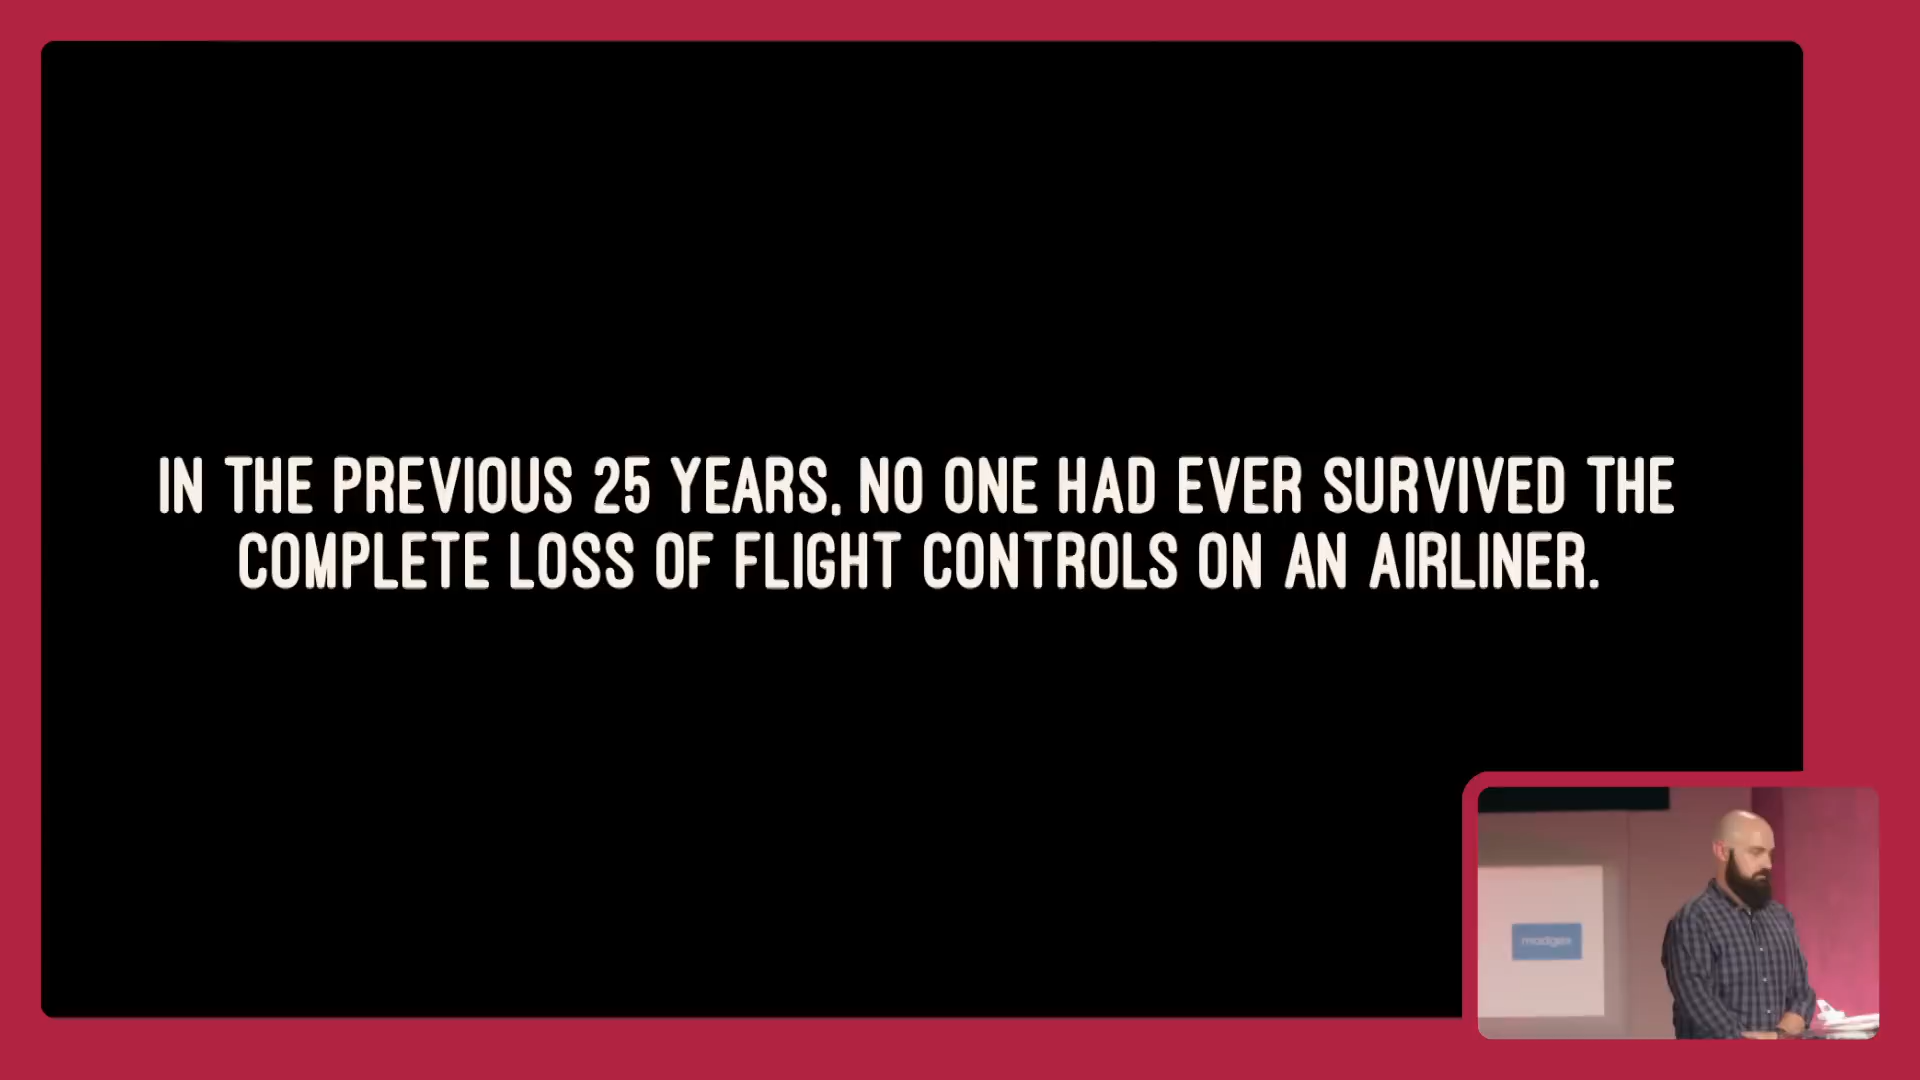 IN THE PREVIOUS 25 YEARS, NO ONE HAD EVER SURVIVED THE
COMPLETE LOSS OF FLIGHT CONTROLS ON AN AIRLINER.
madgex